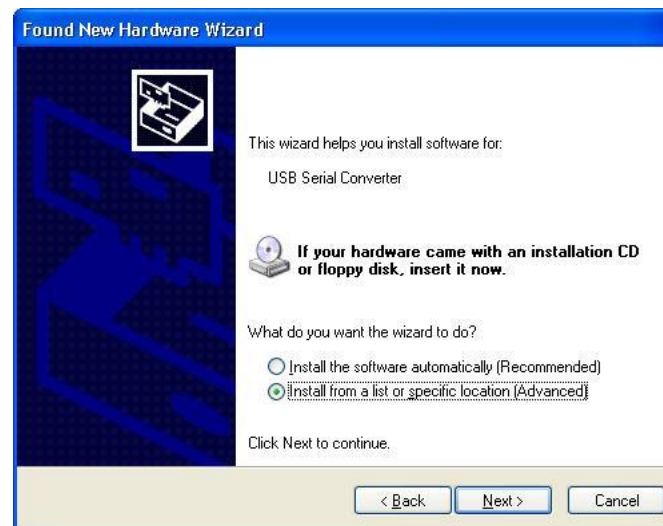 Found New Hardware Wizard
This wizard helps you install software for:
USB Serial Converter
If your hardware came with an installation CD
or floppy disk, insert it now.
What do you want the wizard to do?
Install the software automatically (Recommended)
Install from a list or specific location (Advanced)
Click Next to continue.
< Back Next > Cancel